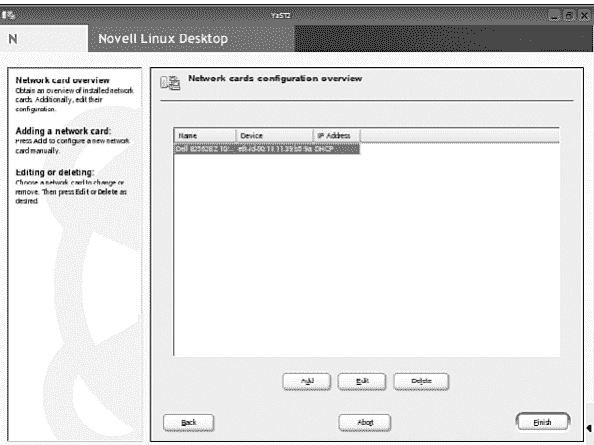 YaST2
N Novell Linux Desktop
Network card overview
Obtain an overview of installed network
cards. Additionally, edit their
configuration.
Adding a network card:
Press Add to configure a new network
card manually.
Editing or deleting:
Choose a network card to change or
remove. Then press Edit or Delete as
desired.
Network cards configuration overview
Name Device IP Address
Dell DHCP
Add Edit Delete
Back Abort Finish